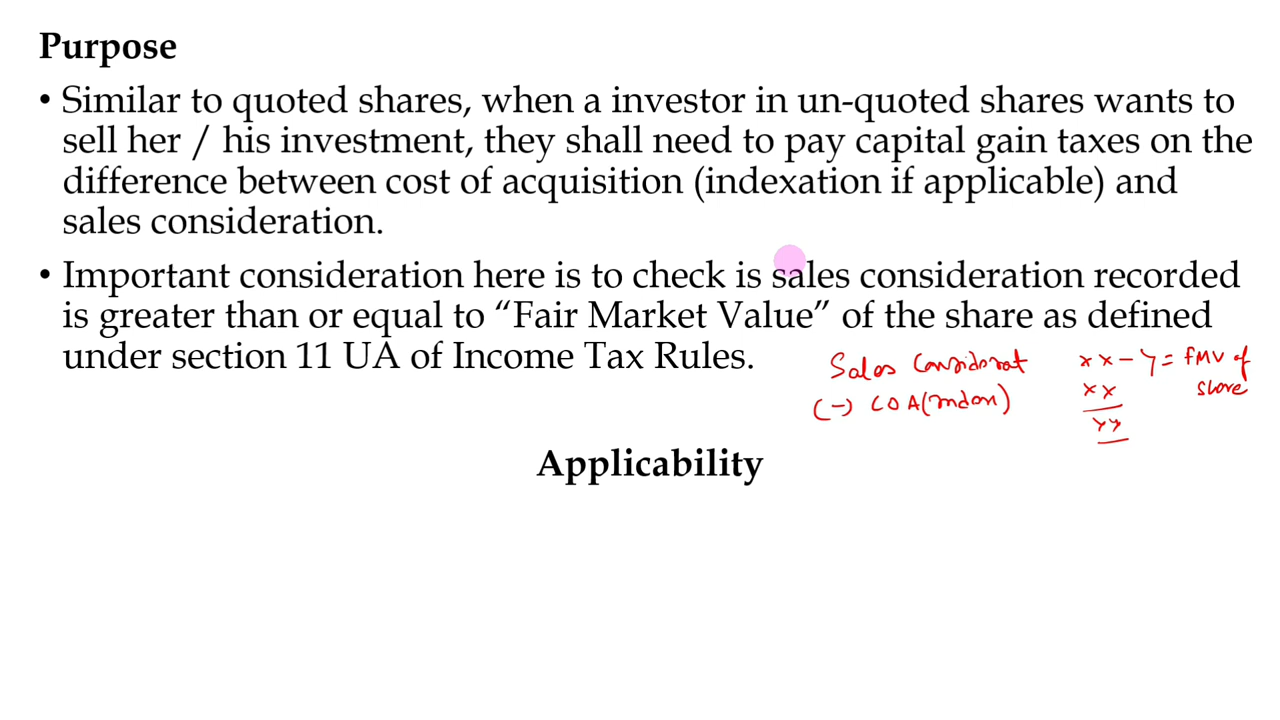 Purpose
• Similar to quoted shares, when a investor in un-quoted shares wants to
sell her / his investment, they shall need to pay capital gain taxes on the
difference between cost of acquisition (indexation if applicable) and
sales consideration.
• Important consideration here is to check is sales consideration recorded
is greater than or equal to “Fair Market Value” of the share as defined
under section 11 UA of Income Tax Rules.
Sales Considerat xx - y = FMV of
share
(-) COA xx
yy
Applicability